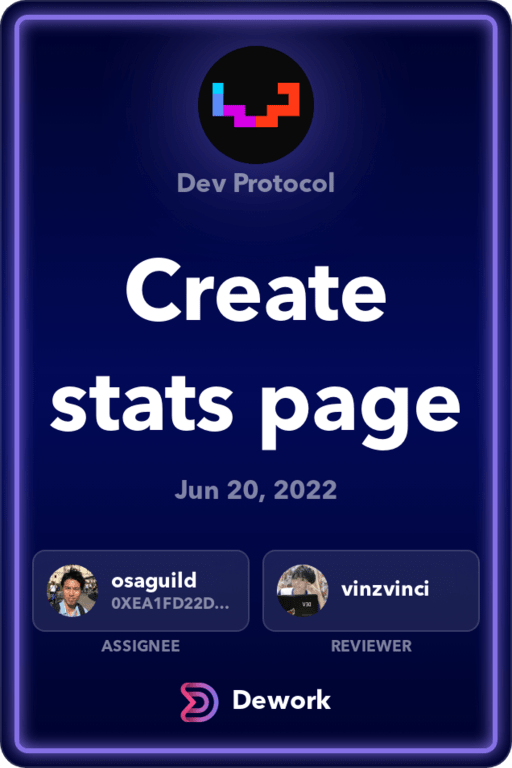 Dev Protocol
Create
stats page
Jun 20, 2022
osaguild
0XEA1FD22D...
vinzvinci
ASSIGNEE
REVIEWER
Dework